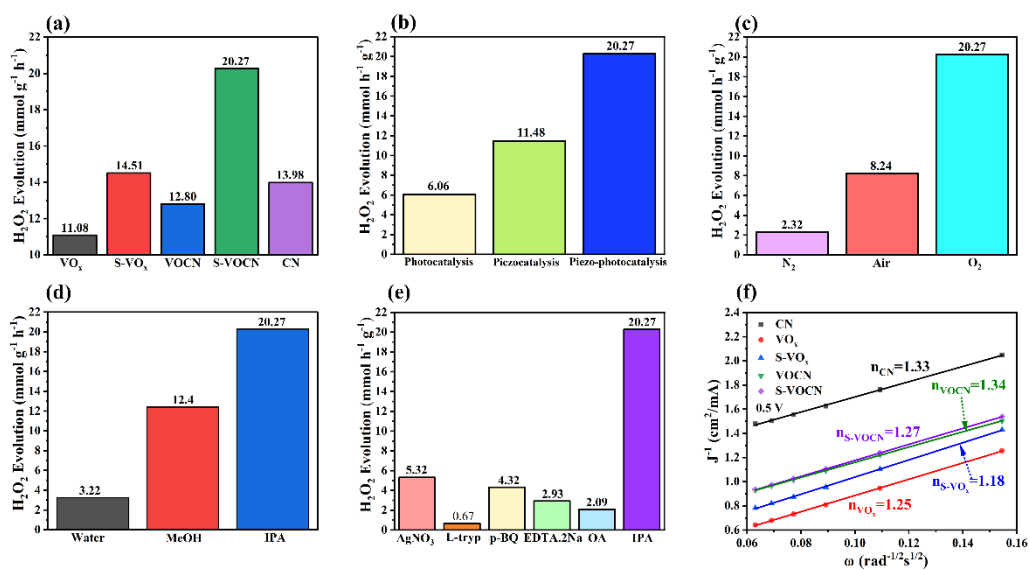 (a)
H₂O₂ Evolution (mmol g⁻¹ h⁻¹)
22
20
18
16
14
12
10
11.08
14.51
12.80
20.27
13.98
VOₓ
S-VOₓ
VOCN
S-VOCN
CN
(b)
H₂O₂ Evolution (mmol h⁻¹ g⁻¹)
22
20
18
16
14
12
10
8
6
4
2
0
6.06
11.48
20.27
Photocatalysis
Piezocatalysis
Piezo-photocatalysis
(c)
H₂O₂ Evolution (mmol h⁻¹ g⁻¹)
22
20
18
16
14
12
10
8
6
4
2
0
2.32
8.24
20.27
N₂
Air
O₂
(d)
H₂O₂ Evolution (mmol g⁻¹ h⁻¹)
22
20
18
16
14
12
10
8
6
4
2
0
3.22
12.4
20.27
Water
MeOH
IPA
(e)
H₂O₂ Evolution (mmol h⁻¹ g⁻¹)
22
20
18
16
14
12
10
8
6
4
2
0
5.32
0.67
4.32
2.93
2.09
20.27
AgNO₃
L-tryp
p-BQ
EDTA.2Na
OA
IPA
(f)
J⁻¹ (cm²/mA)
2.4
2.2
2.0
1.8
1.6
1.4
1.2
1.0
0.8
0.6
CN
VOₓ
S-VOₓ
VOCN
S-VOCN
0.5 V
n_CN=1.33
n_VOCN=1.34
n_S-VOCN=1.27
n_S-VOₓ=1.18
n_VOₓ=1.25
0.06
0.08
0.10
0.12
0.14
0.16
ω (rad⁻¹/²s¹/²)